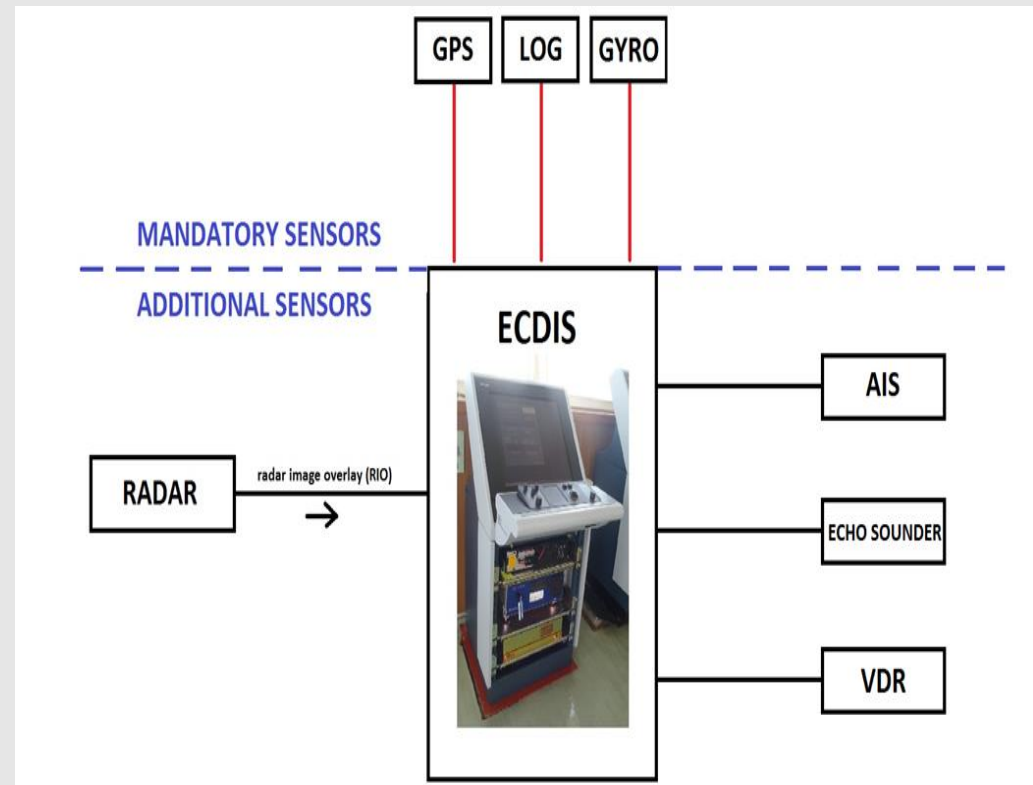 GPS
LOG
GYRO
MANDATORY SENSORS
ADDITIONAL SENSORS
ECDIS
AIS
radar image overlay (RIO)
RADAR
ECHO SOUNDER
VDR